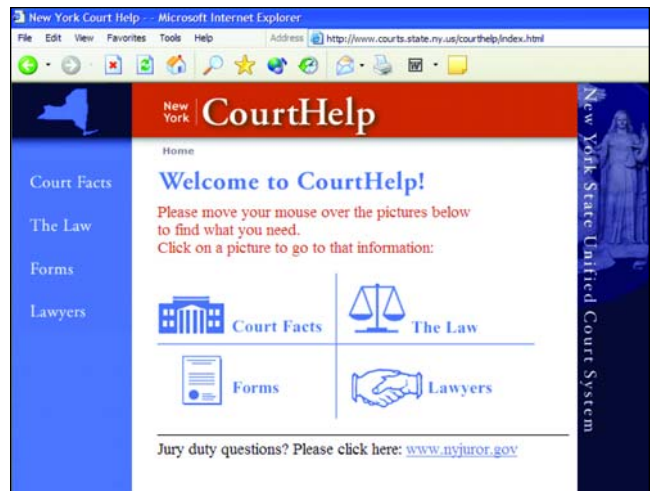 New York Court Help - - Microsoft Internet Explorer
File Edit View Favorites Tools Help Address http://www.courts.state.ny.us/courthelp/index.html
W
New York CourtHelp
Home
Court Facts
The Law
Forms
Lawyers
Welcome to CourtHelp!
Please move your mouse over the pictures below
to find what you need.
Click on a picture to go to that information:
Court Facts
The Law
Forms
Lawyers
Jury duty questions? Please click here: www.nyjuror.gov
New York State Unified Court System